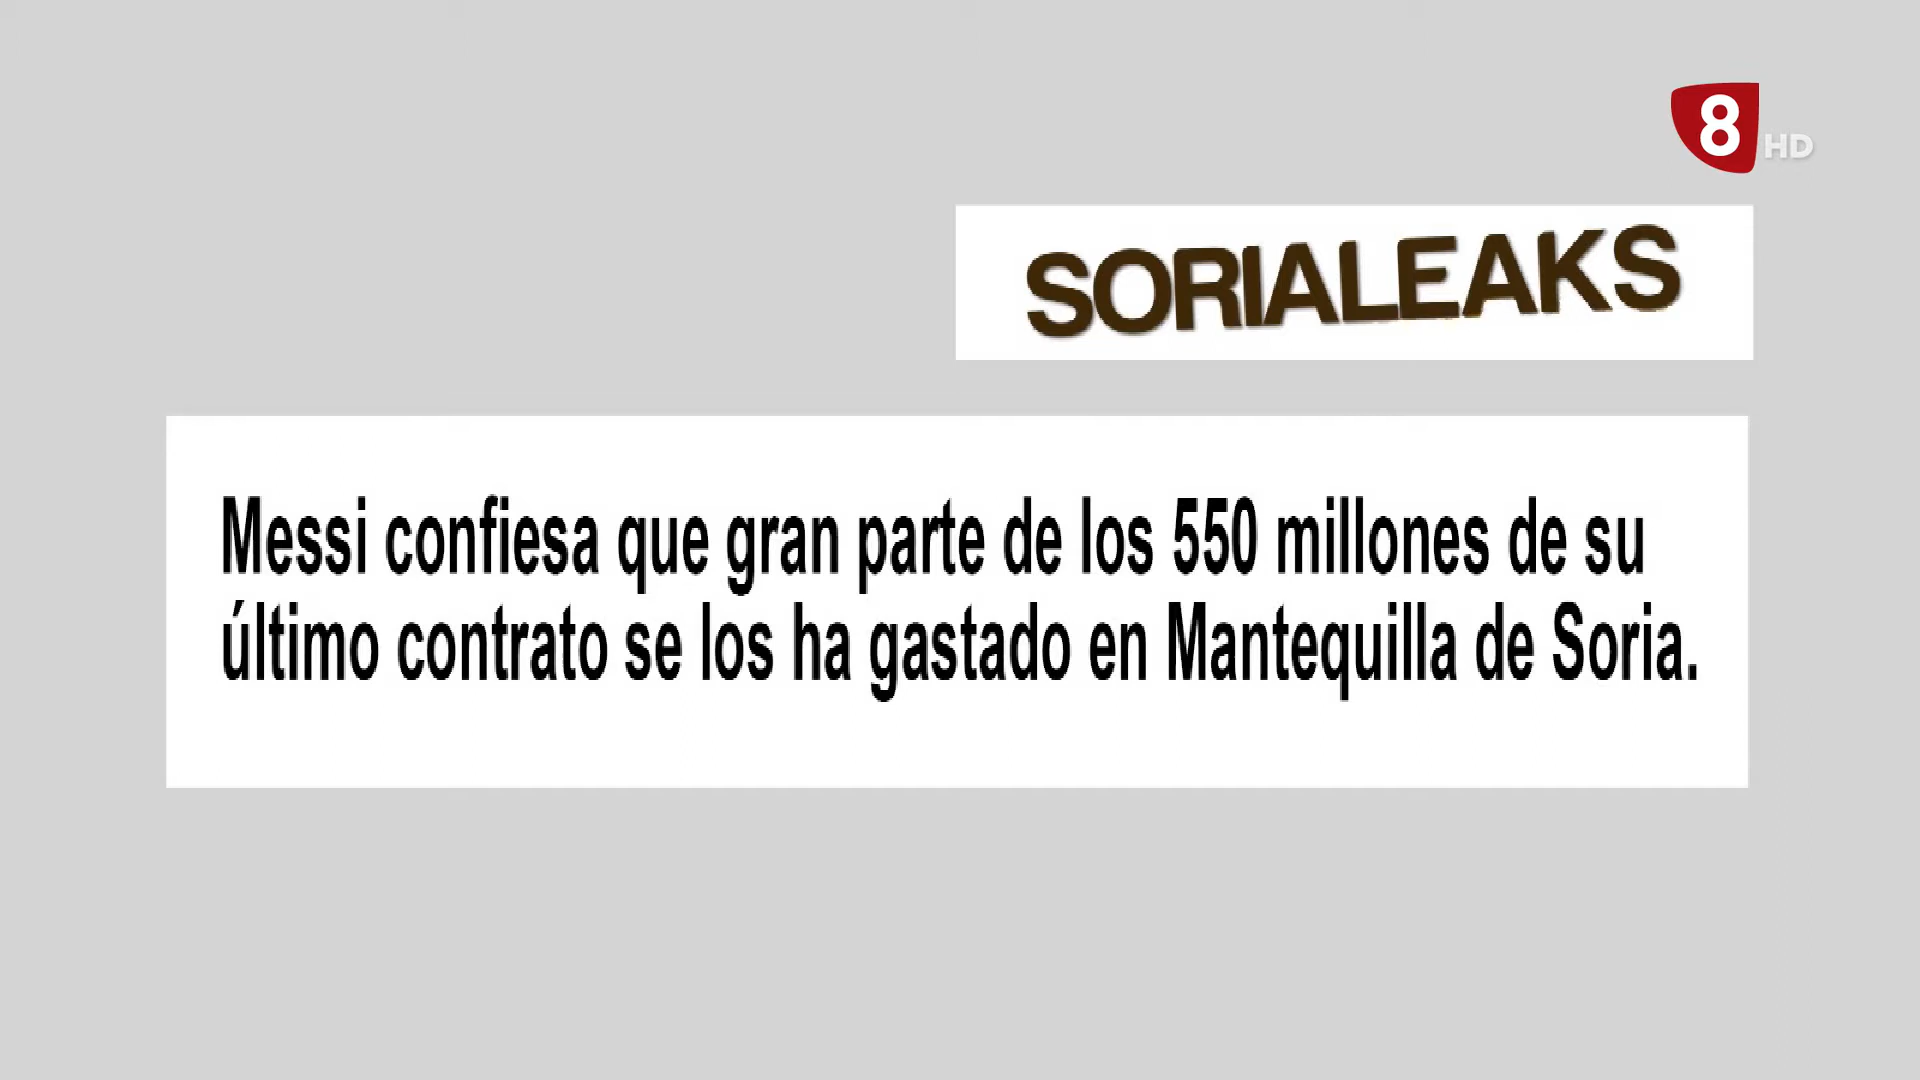 8 HD
SORIALEAKS
Messi confiesa que gran parte de los 550 millones de su
último contrato se los ha gastado en Mantequilla de Soria.